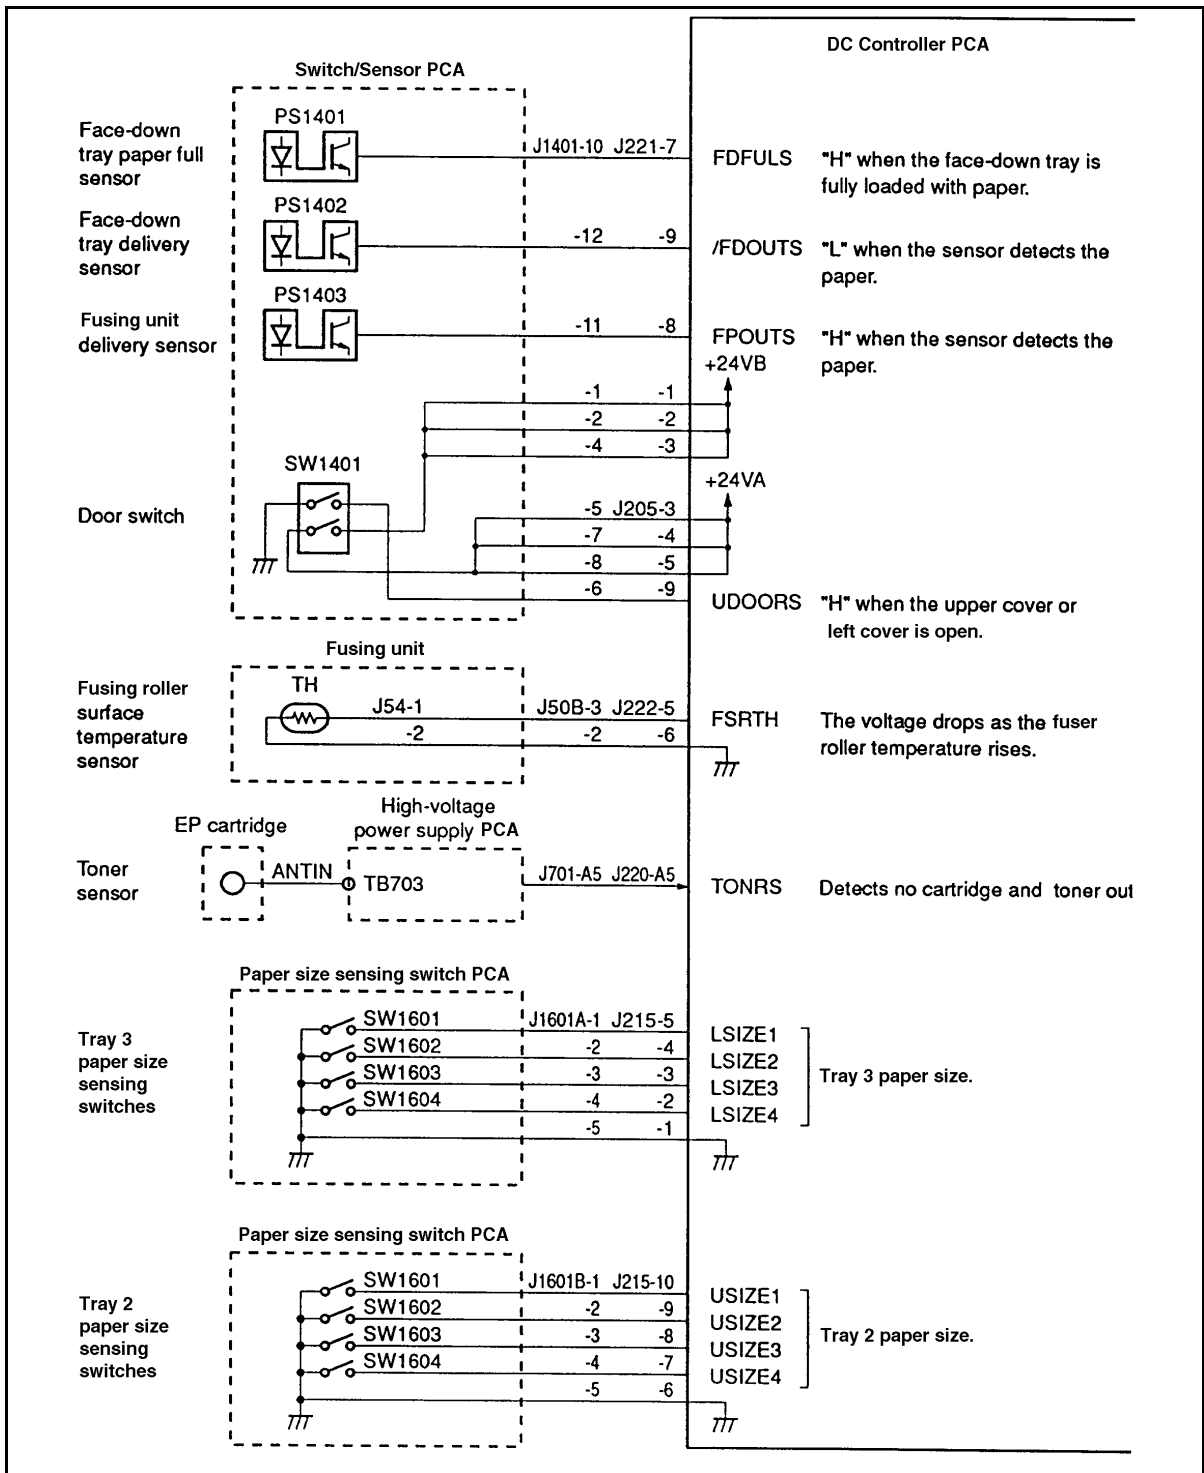 DC Controller PCA
Switch/Sensor PCA
Face-down
tray paper full
sensor
PS1401
J1401-10 J221-7
FDFULS
"H" when the face-down tray is
fully loaded with paper.
Face-down
tray delivery
sensor
PS1402
-12 -9
/FDOUTS
"L" when the sensor detects the
paper.
Fusing unit
delivery sensor
PS1403
-11 -8
FPOUTS
"H" when the sensor detects the
paper.
+24VB
-1 -1
-2 -2
-4 -3
Door switch
SW1401
+24VA
-5 J205-3
-7 -4
-8 -5
-6 -9
UDOORS
"H" when the upper cover or
left cover is open.
Fusing unit
Fusing roller
surface
temperature
sensor
TH
J54-1
J50B-3 J222-5
FSRTH
-2
-2 -6
The voltage drops as the fuser
roller temperature rises.
EP cartridge
High-voltage
power supply PCA
Toner
sensor
ANTIN
TB703
J701-A5 J220-A5
TONRS
Detects no cartridge and toner out
Paper size sensing switch PCA
Tray 3
paper size
sensing
switches
SW1601
J1601A-1 J215-5
LSIZE1
SW1602
-2 -4
LSIZE2
SW1603
-3 -3
LSIZE3
SW1604
-4 -2
LSIZE4
-5 -1
Tray 3 paper size.
Paper size sensing switch PCA
Tray 2
paper size
sensing
switches
SW1601
J1601B-1 J215-10
USIZE1
SW1602
-2 -9
USIZE2
SW1603
-3 -8
USIZE3
SW1604
-4 -7
USIZE4
-5 -6
Tray 2 paper size.